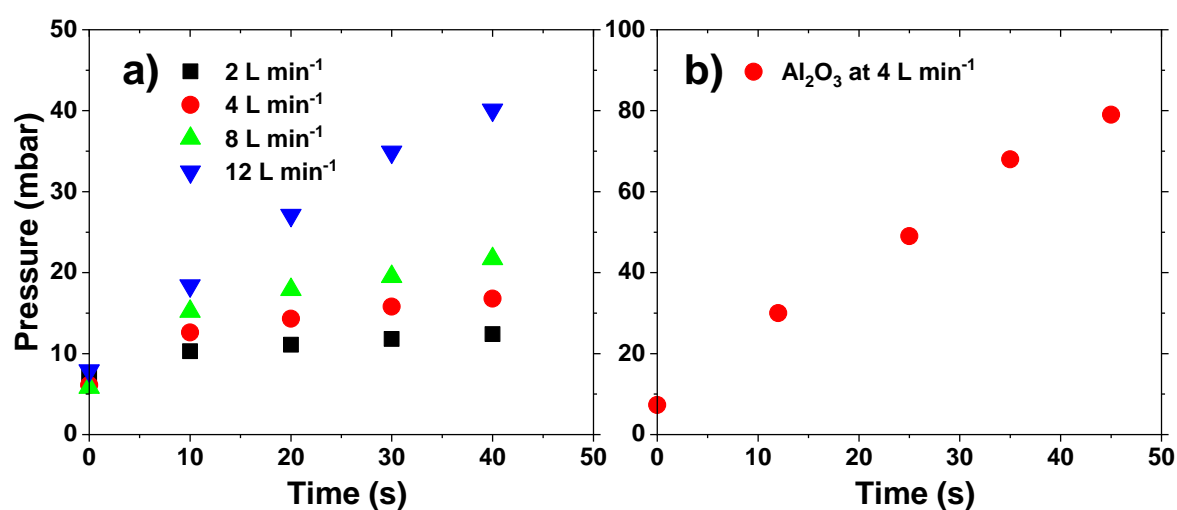 a)
2 L min⁻¹
4 L min⁻¹
8 L min⁻¹
12 L min⁻¹
Pressure (mbar)
50
40
30
20
10
0
0 10 20 30 40 50
Time (s)
b)
Al₂O₃ at 4 L min⁻¹
100
80
60
40
20
0
0 10 20 30 40 50
Time (s)